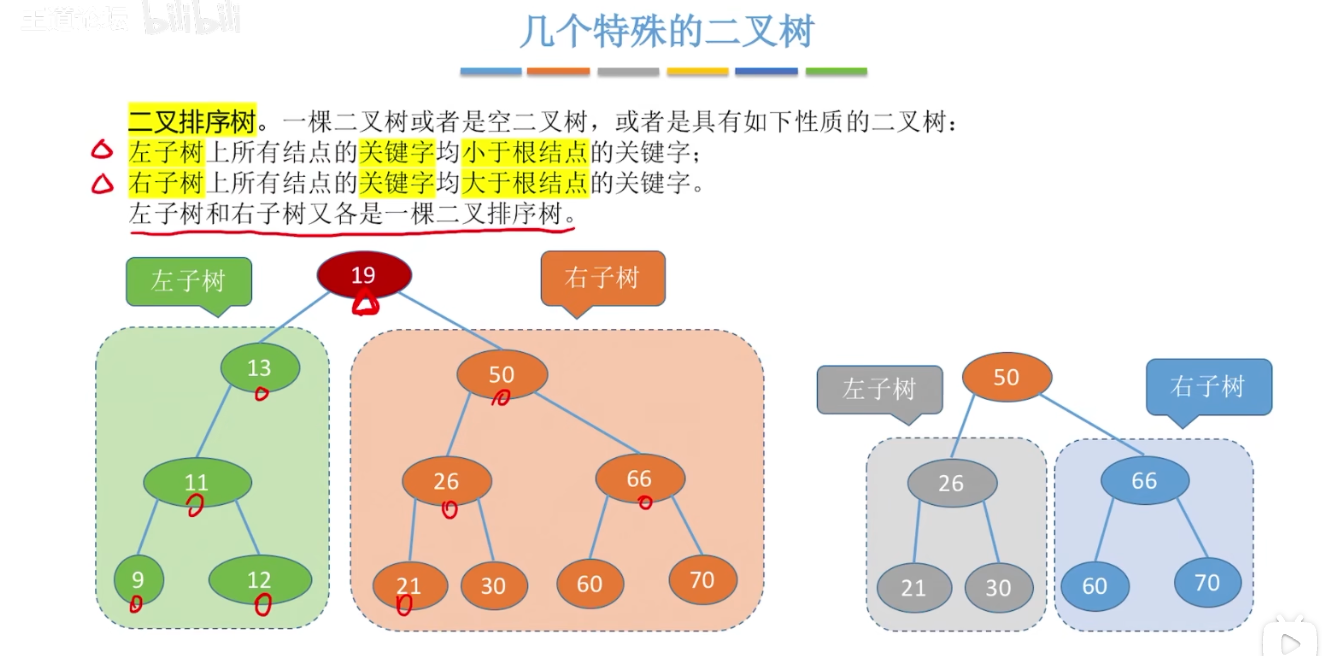 bilibili
几个特殊的二叉树
二叉排序树。一棵二叉树或者是空二叉树，或者是具有如下性质的二叉树：
左子树上所有结点的关键字均小于根结点的关键字；
右子树上所有结点的关键字均大于根结点的关键字。
左子树和右子树又各是一棵二叉排序树。
左子树
19
右子树
13
50
11
26
66
9
12
21
30
60
70
左子树
50
右子树
26
66
21
30
60
70